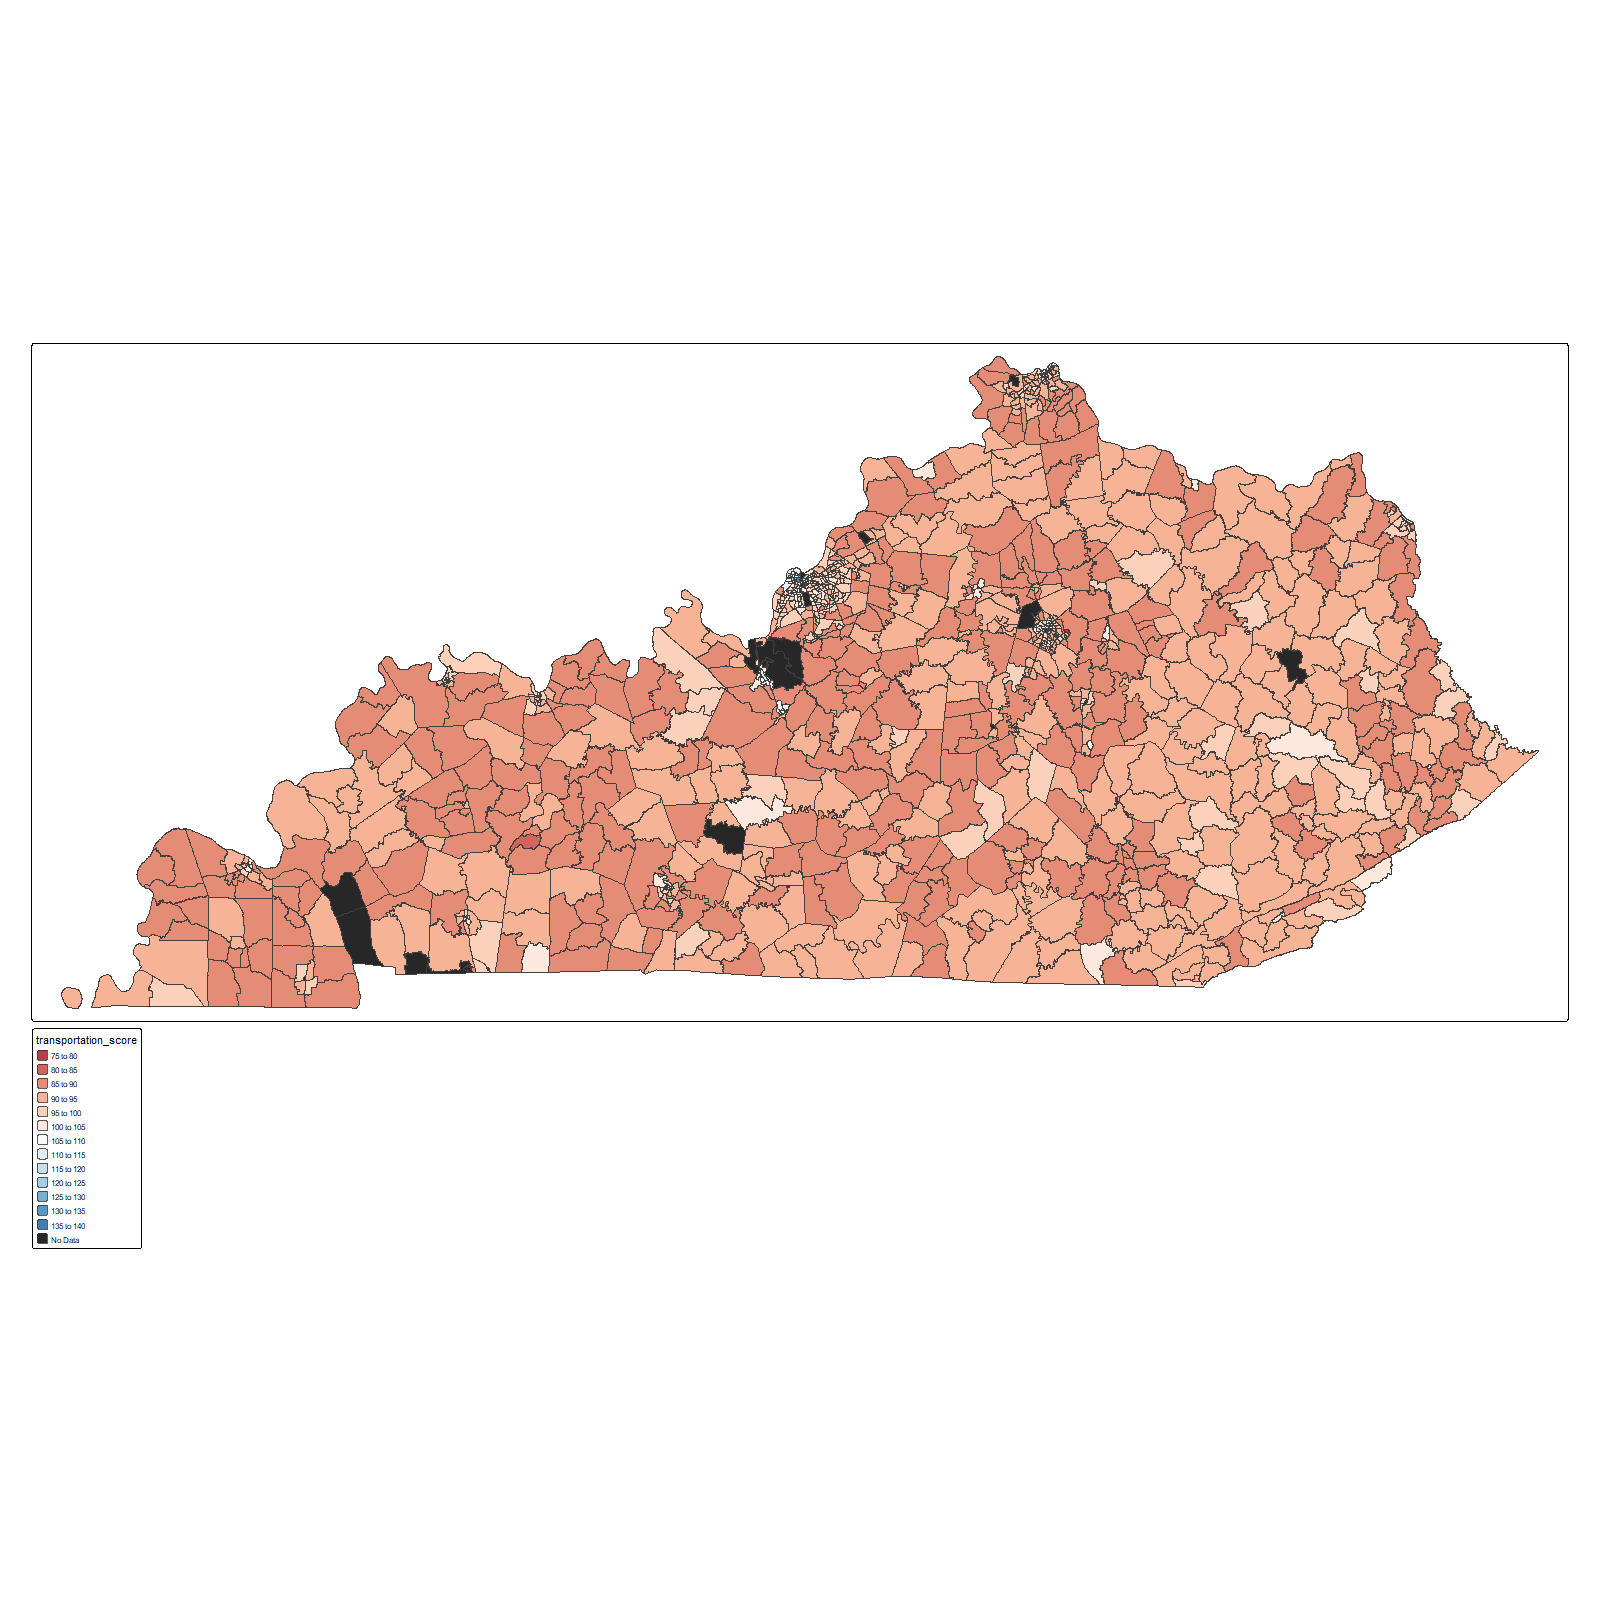 transportation_score
75 to 80
80 to 85
85 to 90
90 to 95
95 to 100
100 to 105
105 to 110
110 to 115
115 to 120
120 to 125
125 to 130
130 to 135
135 to 140
No Data